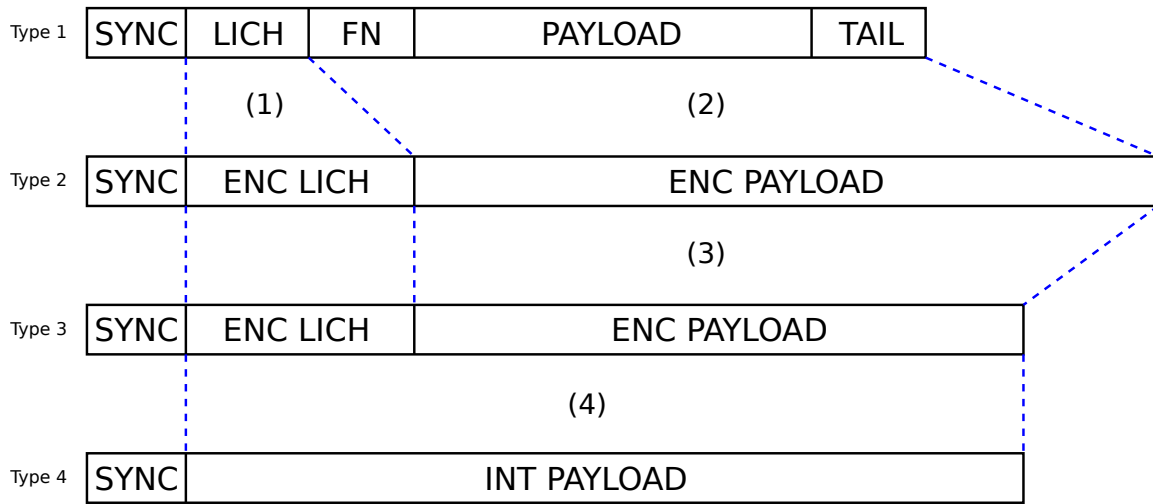 Type 1 SYNC LICH FN PAYLOAD TAIL
(1) (2)
Type 2 SYNC ENC LICH ENC PAYLOAD
(3)
Type 3 SYNC ENC LICH ENC PAYLOAD
(4)
Type 4 SYNC INT PAYLOAD